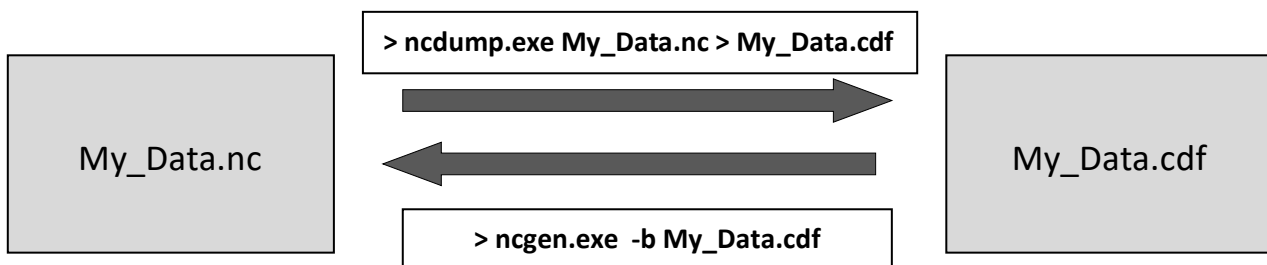 > ncdump.exe My_Data.nc > My_Data.cdf
My_Data.nc
My_Data.cdf
> ncgen.exe  -b My_Data.cdf